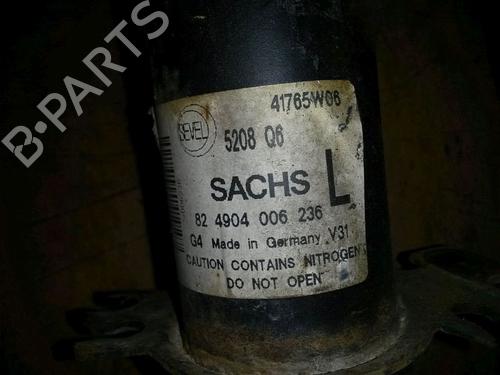 B-PARTS
41765W06
SEVEL
5208 Q6
SACHS L
82 4904 006 236
G4 Made in Germany V31
CAUTION CONTAINS NITROGEN
DO NOT OPEN